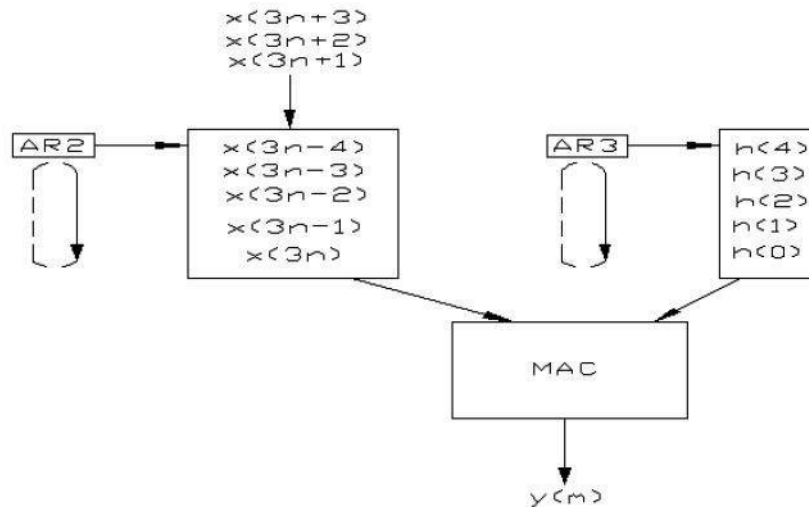 x(3n+3)
x(3n+2)
x(3n+1)
AR2
x(3n-4)
x(3n-3)
x(3n-2)
x(3n-1)
x(3n)
AR3
h(4)
h(3)
h(2)
h(1)
h(0)
MAC
y(m)